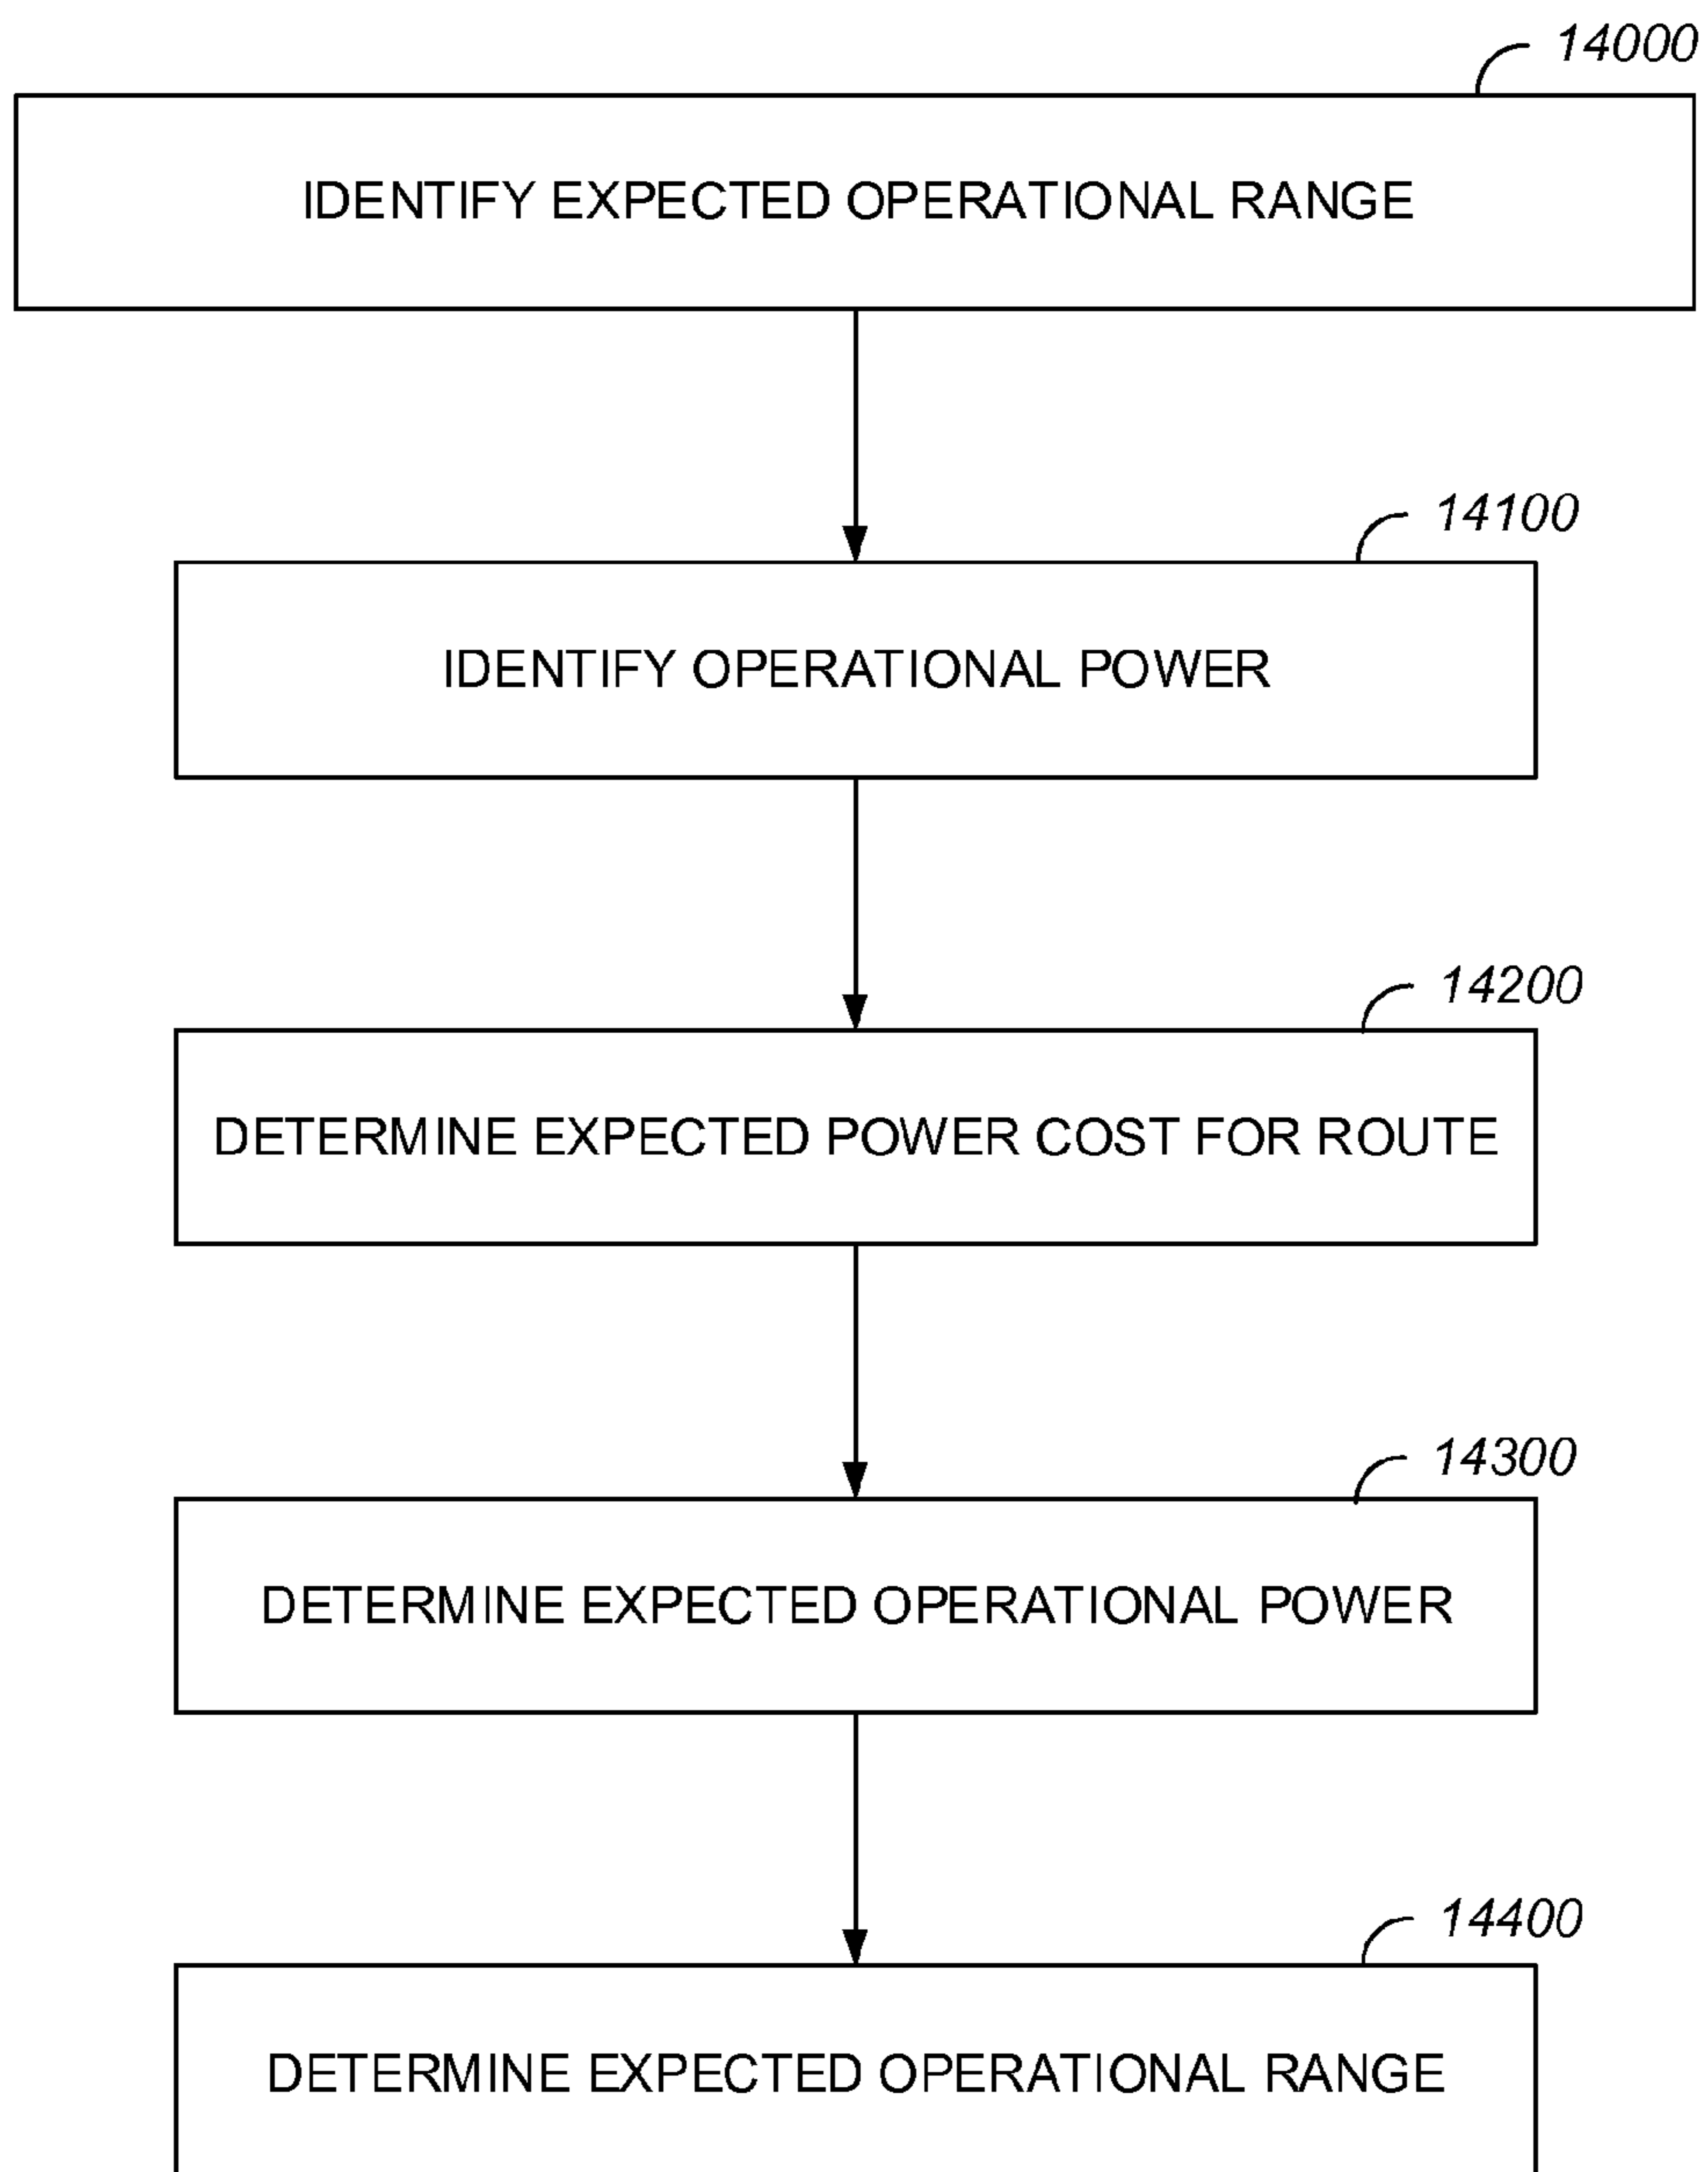 14000
IDENTIFY EXPECTED OPERATIONAL RANGE
14100
IDENTIFY OPERATIONAL POWER
14200
DETERMINE EXPECTED POWER COST FOR ROUTE
14300
DETERMINE EXPECTED OPERATIONAL POWER
14400
DETERMINE EXPECTED OPERATIONAL RANGE